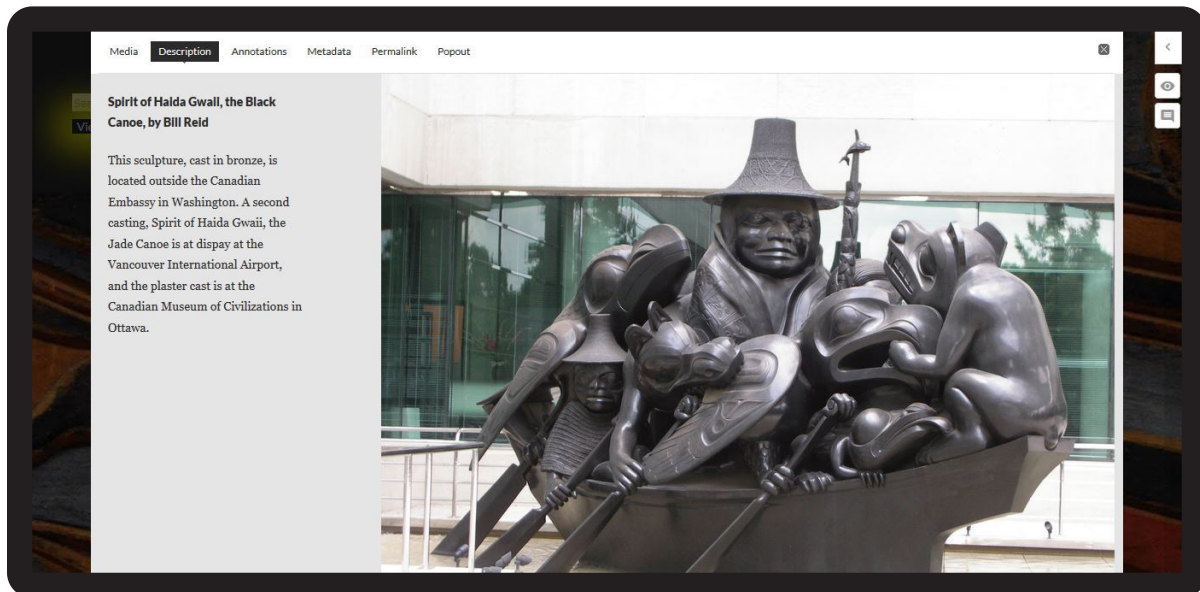 Media Description Annotations Metadata Permalink Popout
Spirit of Haida Gwaii, the Black
Canoe, by Bill Reid
This sculpture, cast in bronze, is
located outside the Canadian
Embassy in Washington. A second
casting, Spirit of Haida Gwaii, the
Jade Canoe is at dispay at the
Vancouver International Airport,
and the plaster cast is at the
Canadian Museum of Civilizations in
Ottawa.